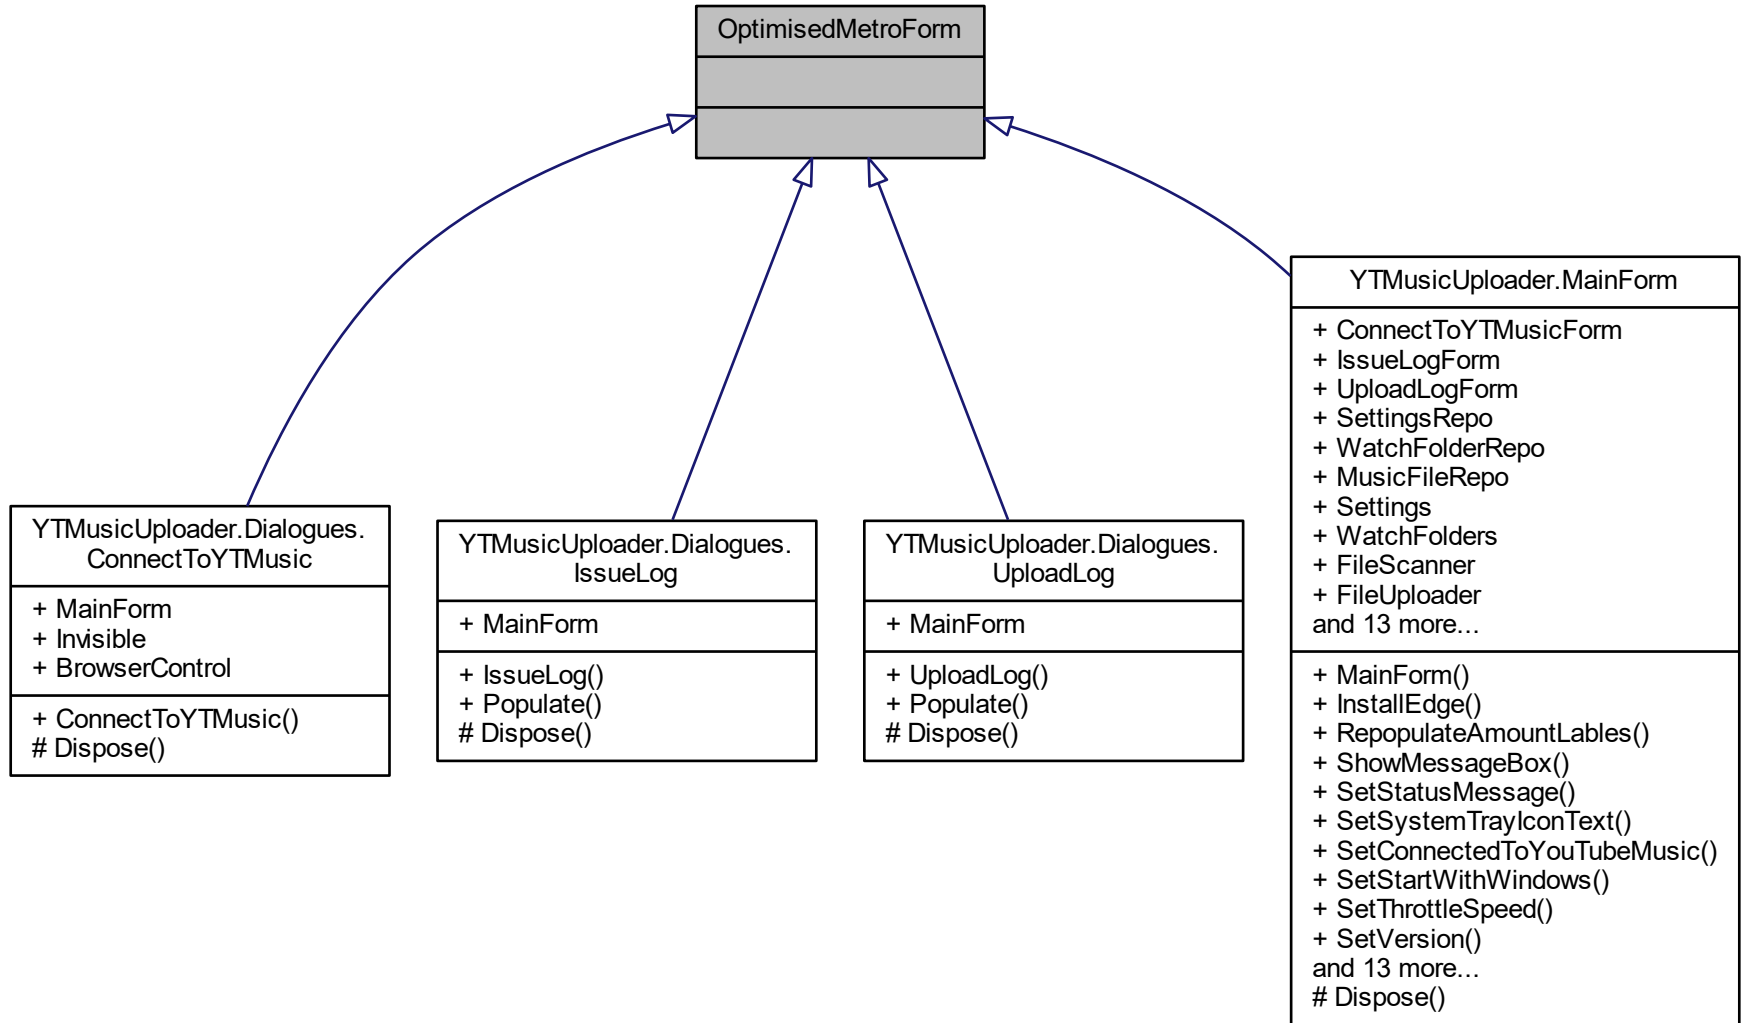 OptimisedMetroForm
YTMusicUploader.Dialogues.
ConnectToYTMusic
+ MainForm
+ Invisible
+ BrowserControl
+ ConnectToYTMusic()
# Dispose()
YTMusicUploader.Dialogues.
IssueLog
+ MainForm
+ IssueLog()
+ Populate()
# Dispose()
YTMusicUploader.Dialogues.
UploadLog
+ MainForm
+ UploadLog()
+ Populate()
# Dispose()
YTMusicUploader.MainForm
+ ConnectToYTMusicForm
+ IssueLogForm
+ UploadLogForm
+ SettingsRepo
+ WatchFolderRepo
+ MusicFileRepo
+ Settings
+ WatchFolders
+ FileScanner
+ FileUploader
and 13 more...
+ MainForm()
+ InstallEdge()
+ RepopulateAmountLables()
+ ShowMessageBox()
+ SetStatusMessage()
+ SetSystemTrayIconText()
+ SetConnectedToYouTubeMusic()
+ SetStartWithWindows()
+ SetThrottleSpeed()
+ SetVersion()
and 13 more...
# Dispose()